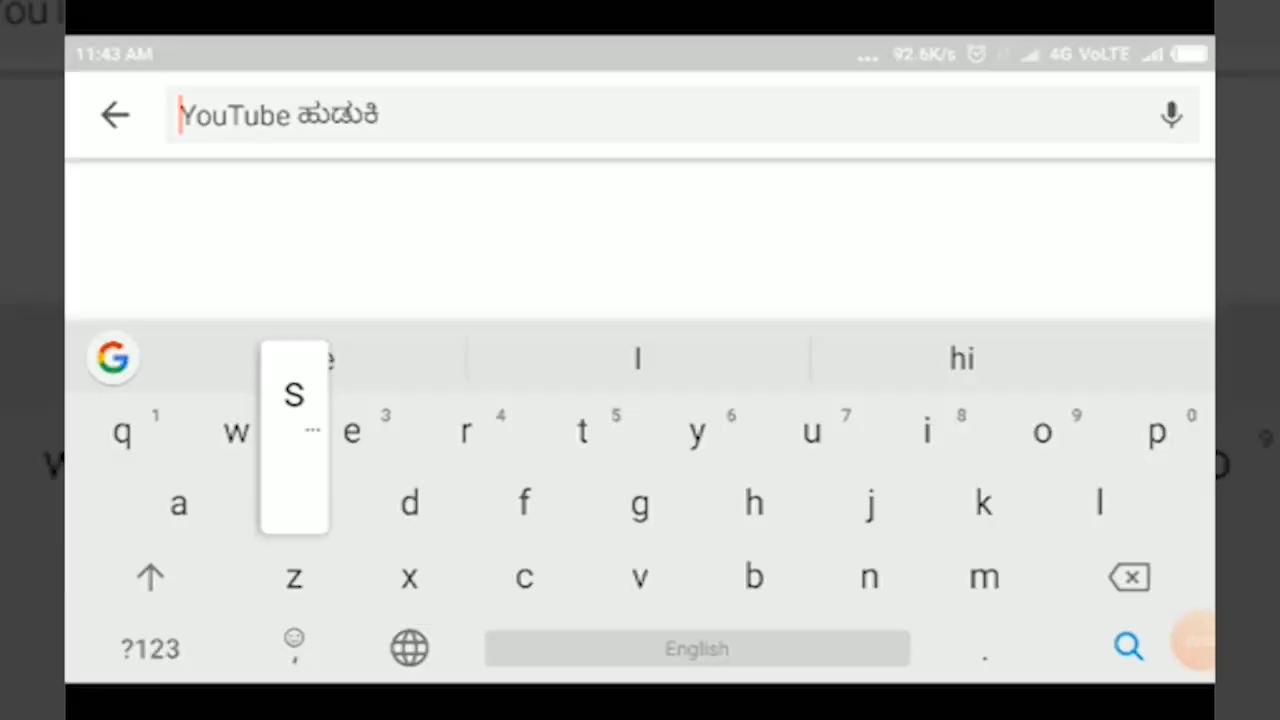 11:43 AM ... 92.6K/s 4G VoLTE
YouTube ಹುಡುಕಿ
I hi
q 1 w e 3 r 4 t 5 y 6 u 7 i 8 o 9 p 0
S ...
a d f g h j k l
z x c v b n m
?123 , English .